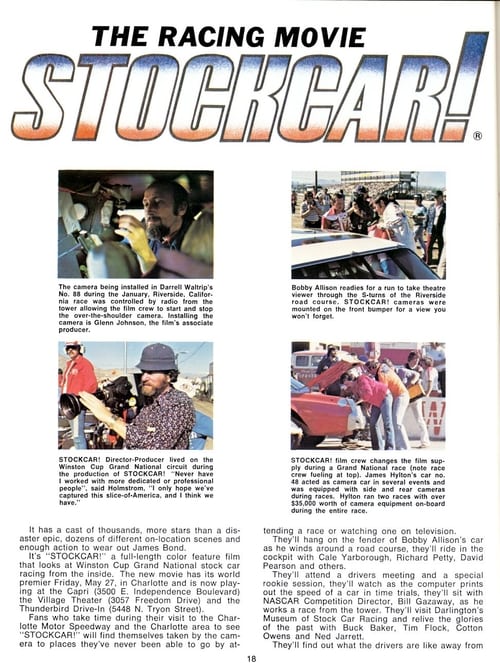 THE RACING MOVIE
STOCKCAR!
®
The camera being installed in Darrell Waltrip's
No. 88 during the January, Riverside, Califor-
nia race was controlled by radio from the
tower allowing the film crew to start and stop
the over-the-shoulder camera. Installing the
camera is Glenn Johnson, the film's associate
producer.
Bobby Allison readies for a run to take theatre
viewer through the S-turns of the Riverside
road course. STOCKCAR! cameras were
mounted on the front bumper for a view you
won't forget.
STOCKCAR! Director-Producer lived on the
Winston Cup Grand National circuit during
the production of STOCKCAR! "Never have
I worked with more dedicated or professional
people", said Holmstrom, "I only hope we've
captured this slice-of-America, and I think we
have."
STOCKCAR! film crew changes the film sup-
ply during a Grand National race (note race
crew fueling at top). James Hylton's car no.
48 acted as camera car in several events and
was equipped with side and rear cameras
during races. Hylton ran two races with over
$35,000 worth of camera equipment on-board
during the entire race.
It has a cast of thousands, more stars than a dis-
aster epic, dozens of different on-location scenes and
enough action to wear out James Bond.
It's "STOCKCAR!" a full-length color feature film
that looks at Winston Cup Grand National stock car
racing from the inside. The new movie has its world
premier Friday, May 27, in Charlotte and is now play-
ing at the Capri (3500 E. Independence Boulevard)
the Village Theater (3057 Freedom Drive) and the
Thunderbird Drive-In (5448 N. Tryon Street).
Fans who take time during their visit to the Char-
lotte Motor Speedway and the Charlotte area to see
"STOCKCAR!" will find themselves taken by the cam-
era to places they've never been able to go by at-
tending a race or watching one on television.
They'll hang on the fender of Bobby Allison's car
as he winds around a road course, they'll ride in the
cockpit with Cale Yarborough, Richard Petty, David
Pearson and others.
They'll attend a drivers meeting and a special
rookie session, they'll watch as the computer prints
out the speed of a car in time trials, they'll sit with
NASCAR Competition Director, Bill Gazaway, as he
works a race from the tower. They'll visit Darlington's
Museum of Stock Car Racing and relive the glories
of the past with Buck Baker, Tim Flock, Cotton
Owens and Ned Jarrett.
They'll find out what the drivers are like away from
18